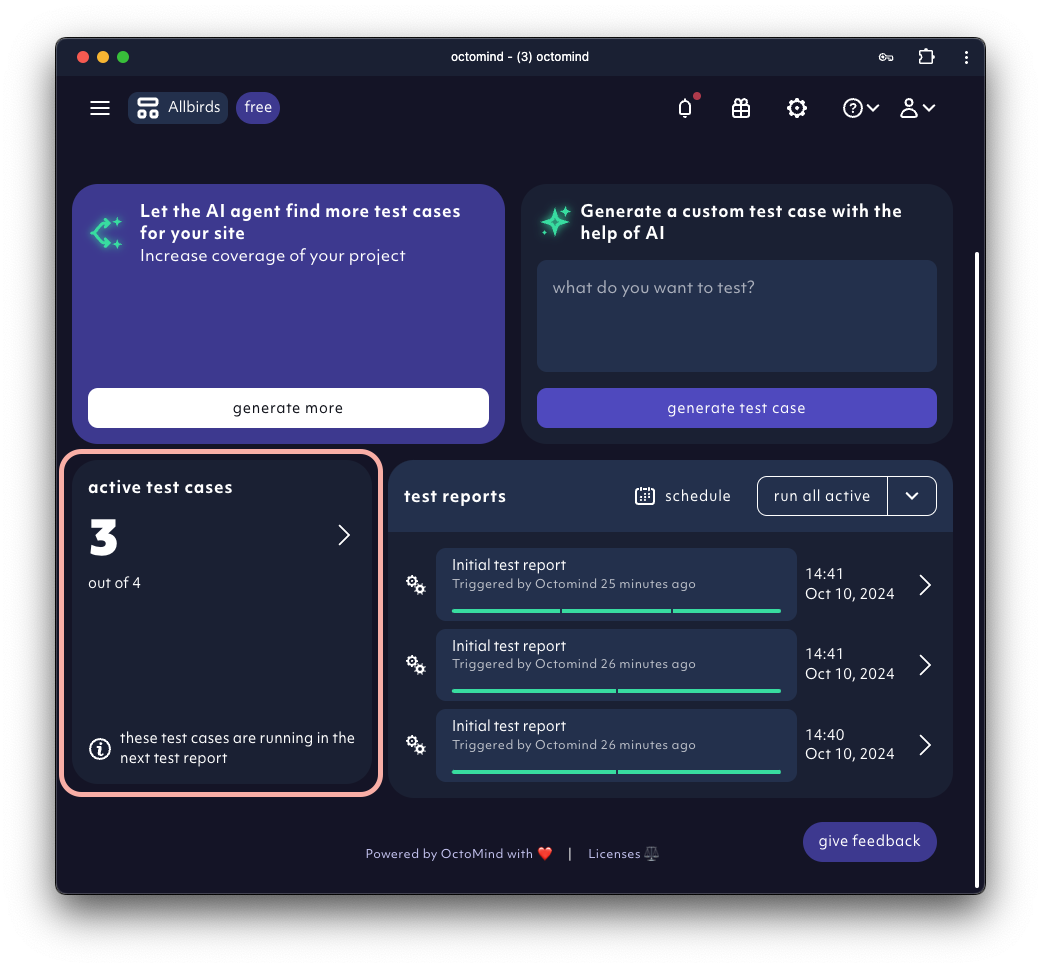 octomind - (3) octomind
Allbirds
free
Let the AI agent find more test cases
for your site
Increase coverage of your project
generate more
Generate a custom test case with the
help of AI
what do you want to test?
generate test case
active test cases
3
out of 4
these test cases are running in the
next test report
test reports
schedule
run all active
Initial test report
Triggered by Octomind 25 minutes ago
14:41
Oct 10, 2024
Initial test report
Triggered by Octomind 26 minutes ago
14:41
Oct 10, 2024
Initial test report
Triggered by Octomind 26 minutes ago
14:40
Oct 10, 2024
give feedback
Powered by OctoMind with ❤️ | Licenses ⚖️